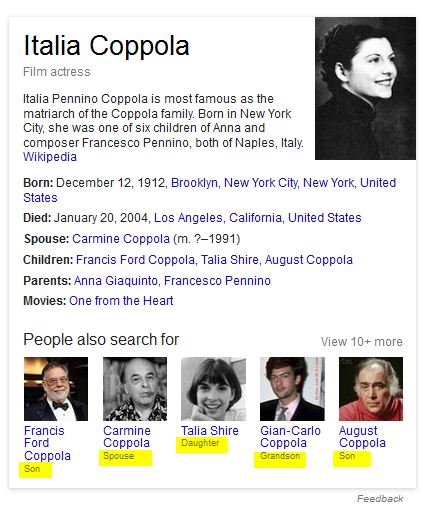 Italia Coppola
Film actress
Italia Pennino Coppola is most famous as the
matriarch of the Coppola family. Born in New York
City, she was one of six children of Anna and
composer Francesco Pennino, both of Naples, Italy.
Wikipedia
Born: December 12, 1912, Brooklyn, New York City, New York, United
States
Died: January 20, 2004, Los Angeles, California, United States
Spouse: Carmine Coppola (m. ?–1991)
Children: Francis Ford Coppola, Talia Shire, August Coppola
Parents: Anna Giaquinto, Francesco Pennino
Movies: One from the Heart
People also search for
View 10+ more
Francis
Ford
Coppola
Son
Carmine
Coppola
Spouse
Talia Shire
Daughter
Gian-Carlo
Coppola
Grandson
August
Coppola
Son
Feedback